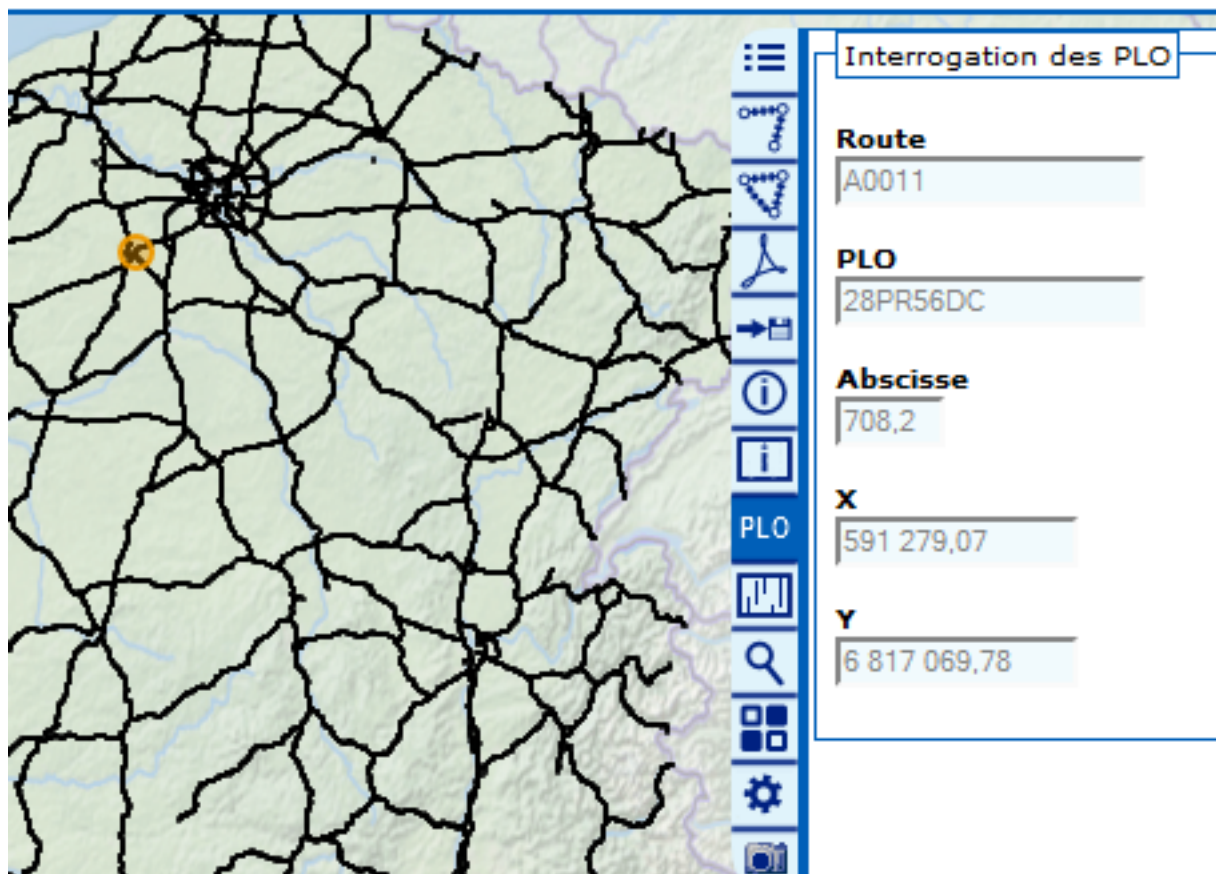 Interrogation des PLO
Route
A0011
PLO
28PR56DC
Abscisse
708,2
X
591 279,07
Y
6 817 069,78
i
i
PLO